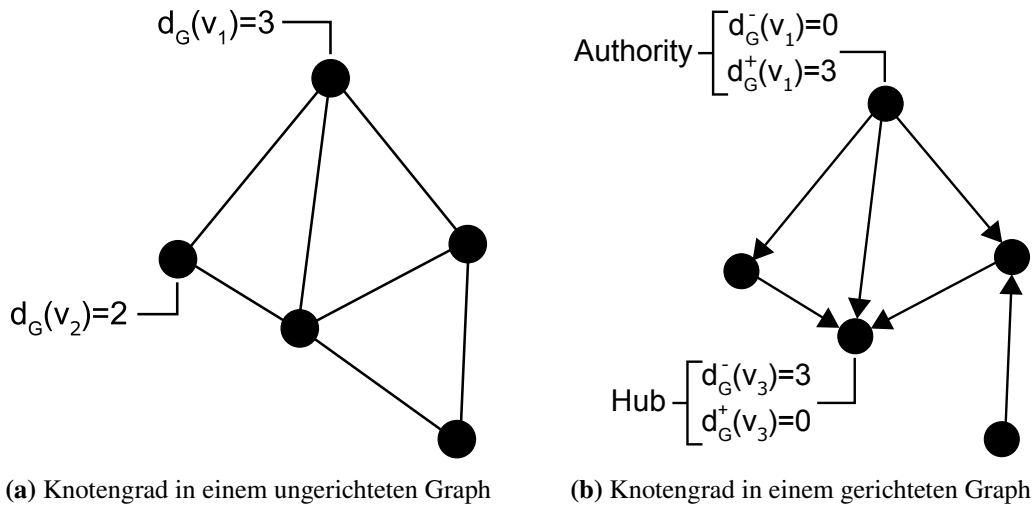 d_G(v_1)=3
d_G(v_2)=2
(a) Knotengrad in einem ungerichteten Graph
Authority
d_G^-(v_1)=0
d_G^+(v_1)=3
Hub
d_G^-(v_3)=3
d_G^+(v_3)=0
(b) Knotengrad in einem gerichteten Graph